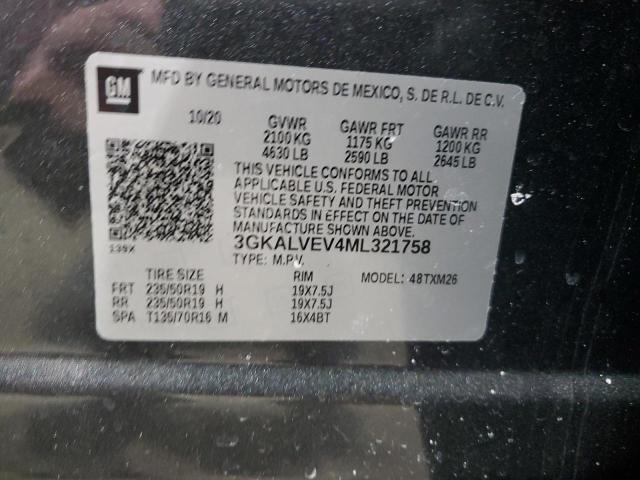 GM
MFD BY GENERAL MOTORS DE MEXICO, S. DE R.L. DE C.V.
10/20 GVWR GAWR FRT GAWR RR
2100 KG 1175 KG 1200 KG
4630 LB 2590 LB 2645 LB
THIS VEHICLE CONFORMS TO ALL
APPLICABLE U.S. FEDERAL MOTOR
VEHICLE SAFETY AND THEFT PREVENTION
STANDARDS IN EFFECT ON THE DATE OF
MANUFACTURE SHOWN ABOVE.
139X
3GKALVEV4ML321758
TYPE: M.P.V.
TIRE SIZE RIM MODEL: 48TXM26
FRT 235/50R19 H 19X7.5J
RR 235/50R19 H 19X7.5J
SPA T135/70R16 M 16X4BT